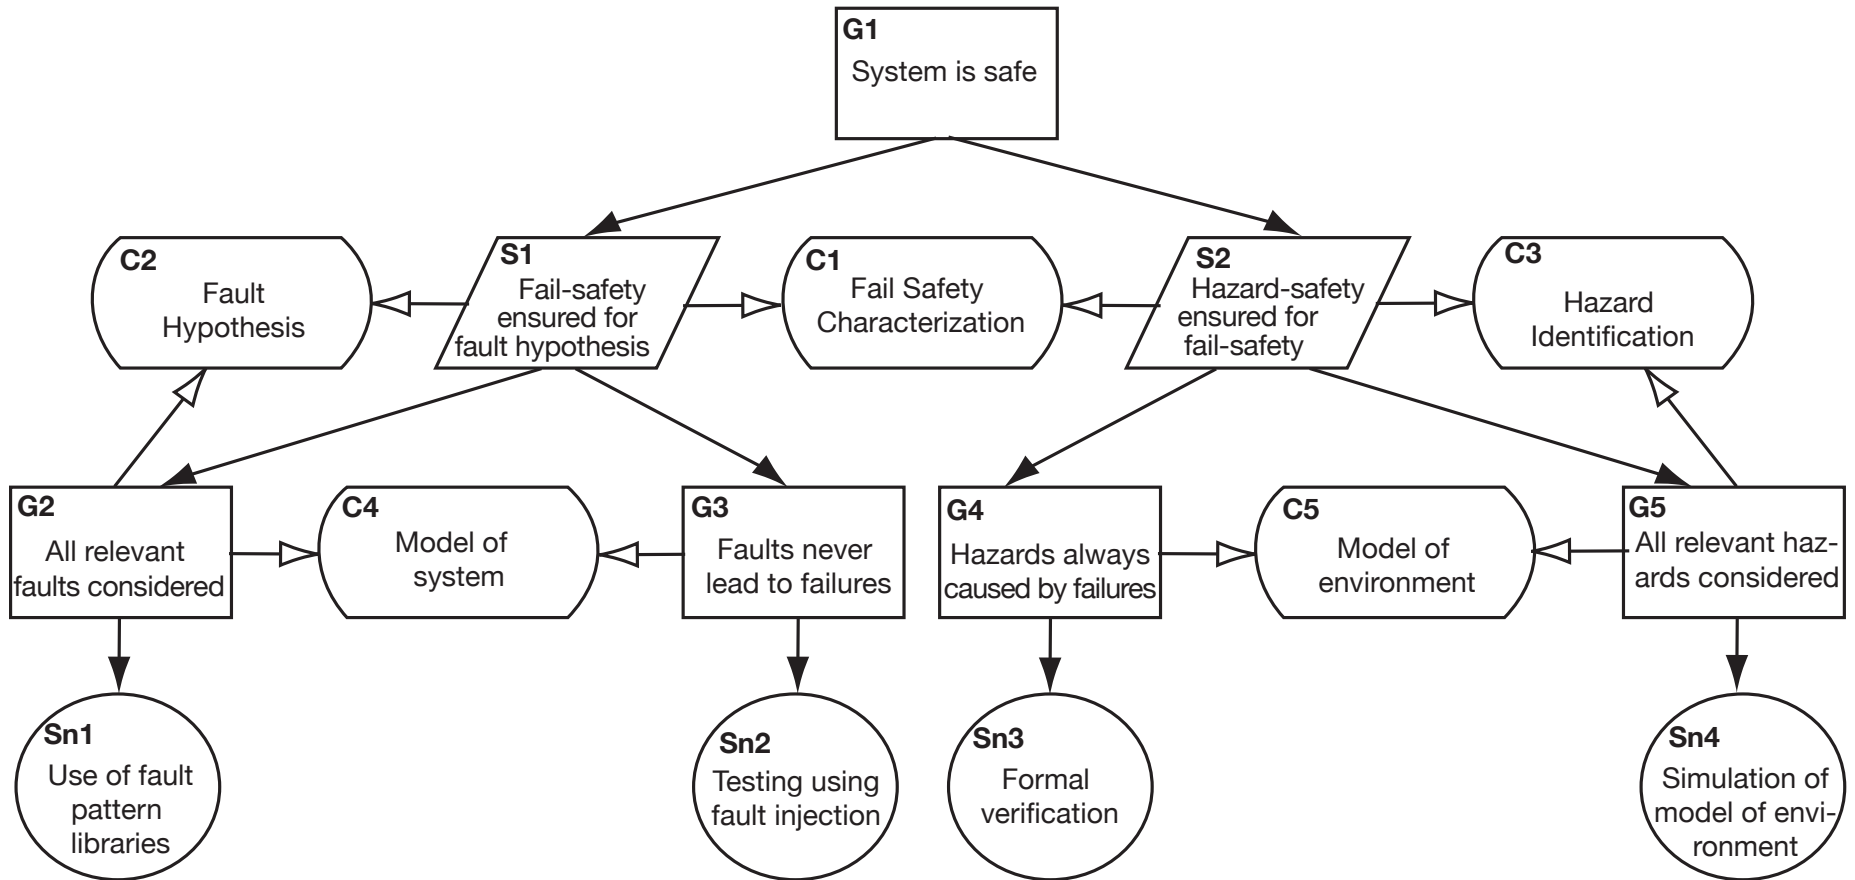 G1
System is safe
C2
Fault
Hypothesis
S1
Fail-safety
ensured for
fault hypothesis
C1
Fail Safety
Characterization
S2
Hazard-safety
ensured for
fail-safety
C3
Hazard
Identification
G2
All relevant
faults considered
C4
Model of
system
G3
Faults never
lead to failures
G4
Hazards always
caused by failures
C5
Model of
environment
G5
All relevant haz-
ards considered
Sn1
Use of fault
pattern
libraries
Sn2
Testing using
fault injection
Sn3
Formal
verification
Sn4
Simulation of
model of envi-
ronment